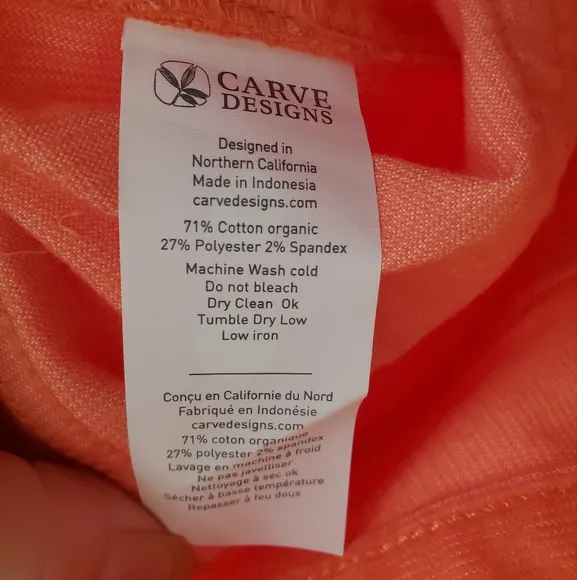 CARVE
DESIGNS
Designed in
Northern California
Made in Indonesia
carvedesigns.com
71% Cotton organic
27% Polyester 2% Spandex
Machine Wash cold
Do not bleach
Dry Clean Ok
Tumble Dry Low
Low iron
Conçu en Californie du Nord
Fabriqué en Indonésie
carvedesigns.com
71% coton organique
27% polyester 2% spandex
Lavage en machine à froid
Ne pas javelliser
Nettoyage à sec ok
Sécher à basse température
Repasser à feu doux